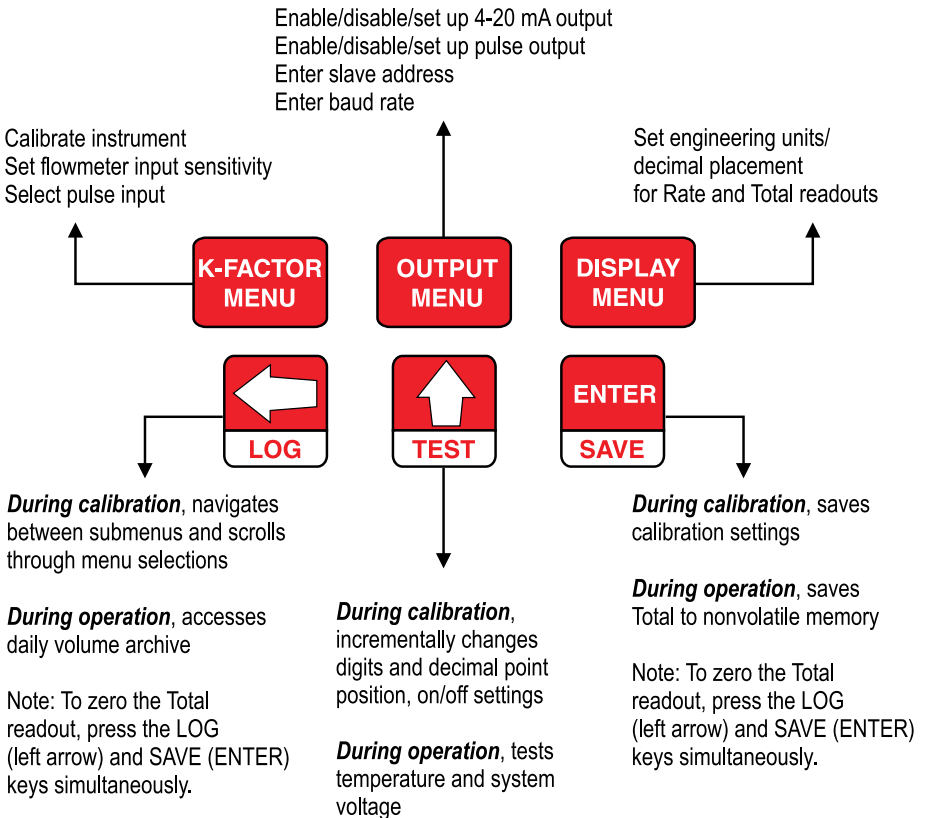 Enable/disable/set up 4-20 mA output
Enable/disable/set up pulse output
Enter slave address
Enter baud rate
Calibrate instrument
Set flowmeter input sensitivity
Select pulse input
Set engineering units/
decimal placement
for Rate and Total readouts
K-FACTOR
MENU
OUTPUT
MENU
DISPLAY
MENU
LOG
TEST
ENTER
SAVE
During calibration, navigates
between submenus and scrolls
through menu selections
During operation, accesses
daily volume archive
Note: To zero the Total
readout, press the LOG
(left arrow) and SAVE (ENTER)
keys simultaneously.
During calibration,
incrementally changes
digits and decimal point
position, on/off settings
During operation, tests
temperature and system
voltage
During calibration, saves
calibration settings
During operation, saves
Total to nonvolatile memory
Note: To zero the Total
readout, press the LOG
(left arrow) and SAVE (ENTER)
keys simultaneously.